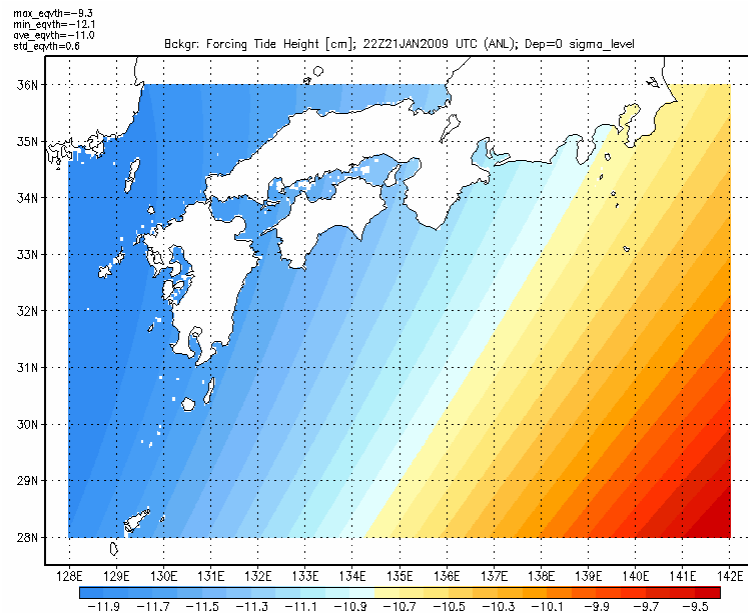 max_eqvth=-9.3
min_eqvth=-12.1
ave_eqvth=-11.0
std_eqvth=0.6
Bckgr: Forcing Tide Height [cm]; 22Z21JAN2009 UTC (ANL); Dep=0 sigma_level
36N
35N
34N
33N
32N
31N
30N
29N
28N
128E 129E 130E 131E 132E 133E 134E 135E 136E 137E 138E 139E 140E 141E 142E
-11.9 -11.7 -11.5 -11.3 -11.1 -10.9 -10.7 -10.5 -10.3 -10.1 -9.9 -9.7 -9.5